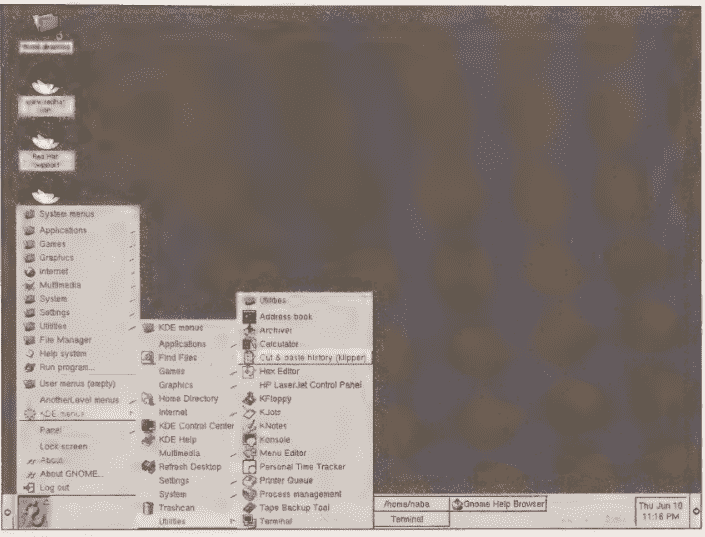 www.redhat
com
Red Hat
Support
System menus
Applications
Games
Graphics
Internet
Multimedia
System
Settings
Utilities
File Manager
Help system
Run program...
User menus (empty)
AnotherLevel menus
KDE menus
Panel
Lock screen
About
About GNOME...
Log out
KDE menus
Applications
Find Files
Games
Graphics
Home Directory
Internet
KDE Control Center
KDE Help
Multimedia
Refresh Desktop
Settings
System
Trashcan
Utilities
Utilities
Address book
Archiver
Calculator
Cut & paste history (klipper)
Hex Editor
HP LaserJet Control Panel
KFloppy
KJots
KNotes
Konsole
Menu Editor
Personal Time Tracker
Printer Queue
Process management
Tape Backup Tool
Terminal
/home/naba
Gnome Help Browser
Terminal
Thu Jun 10
11:16 PM